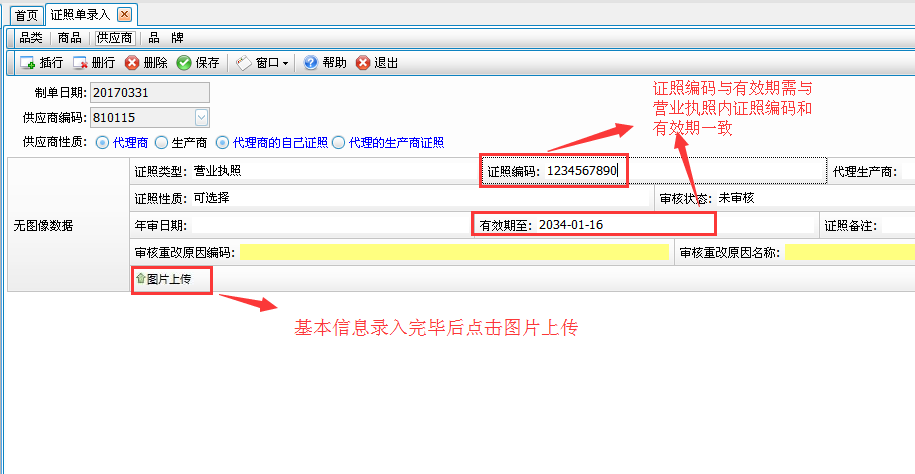 首页 证照单录入
品类 商品 供应商 品 牌
插行 删行 删除 保存 窗口 帮助 退出
制单日期: 20170331
供应商编码: 810115
供应商性质: 代理商 生产商 代理商的自己证照 代理的生产商证照
证照编码与有效期需与
营业执照内证照编码和
有效期一致
无图像数据
证照类型: 营业执照 证照编码: 1234567890 代理生产商:
证照性质: 可选择 审核状态: 未审核
年审日期: 有效期至: 2034-01-16 证照备注:
审核重改原因编码: 审核重改原因名称:
图片上传
基本信息录入完毕后点击图片上传